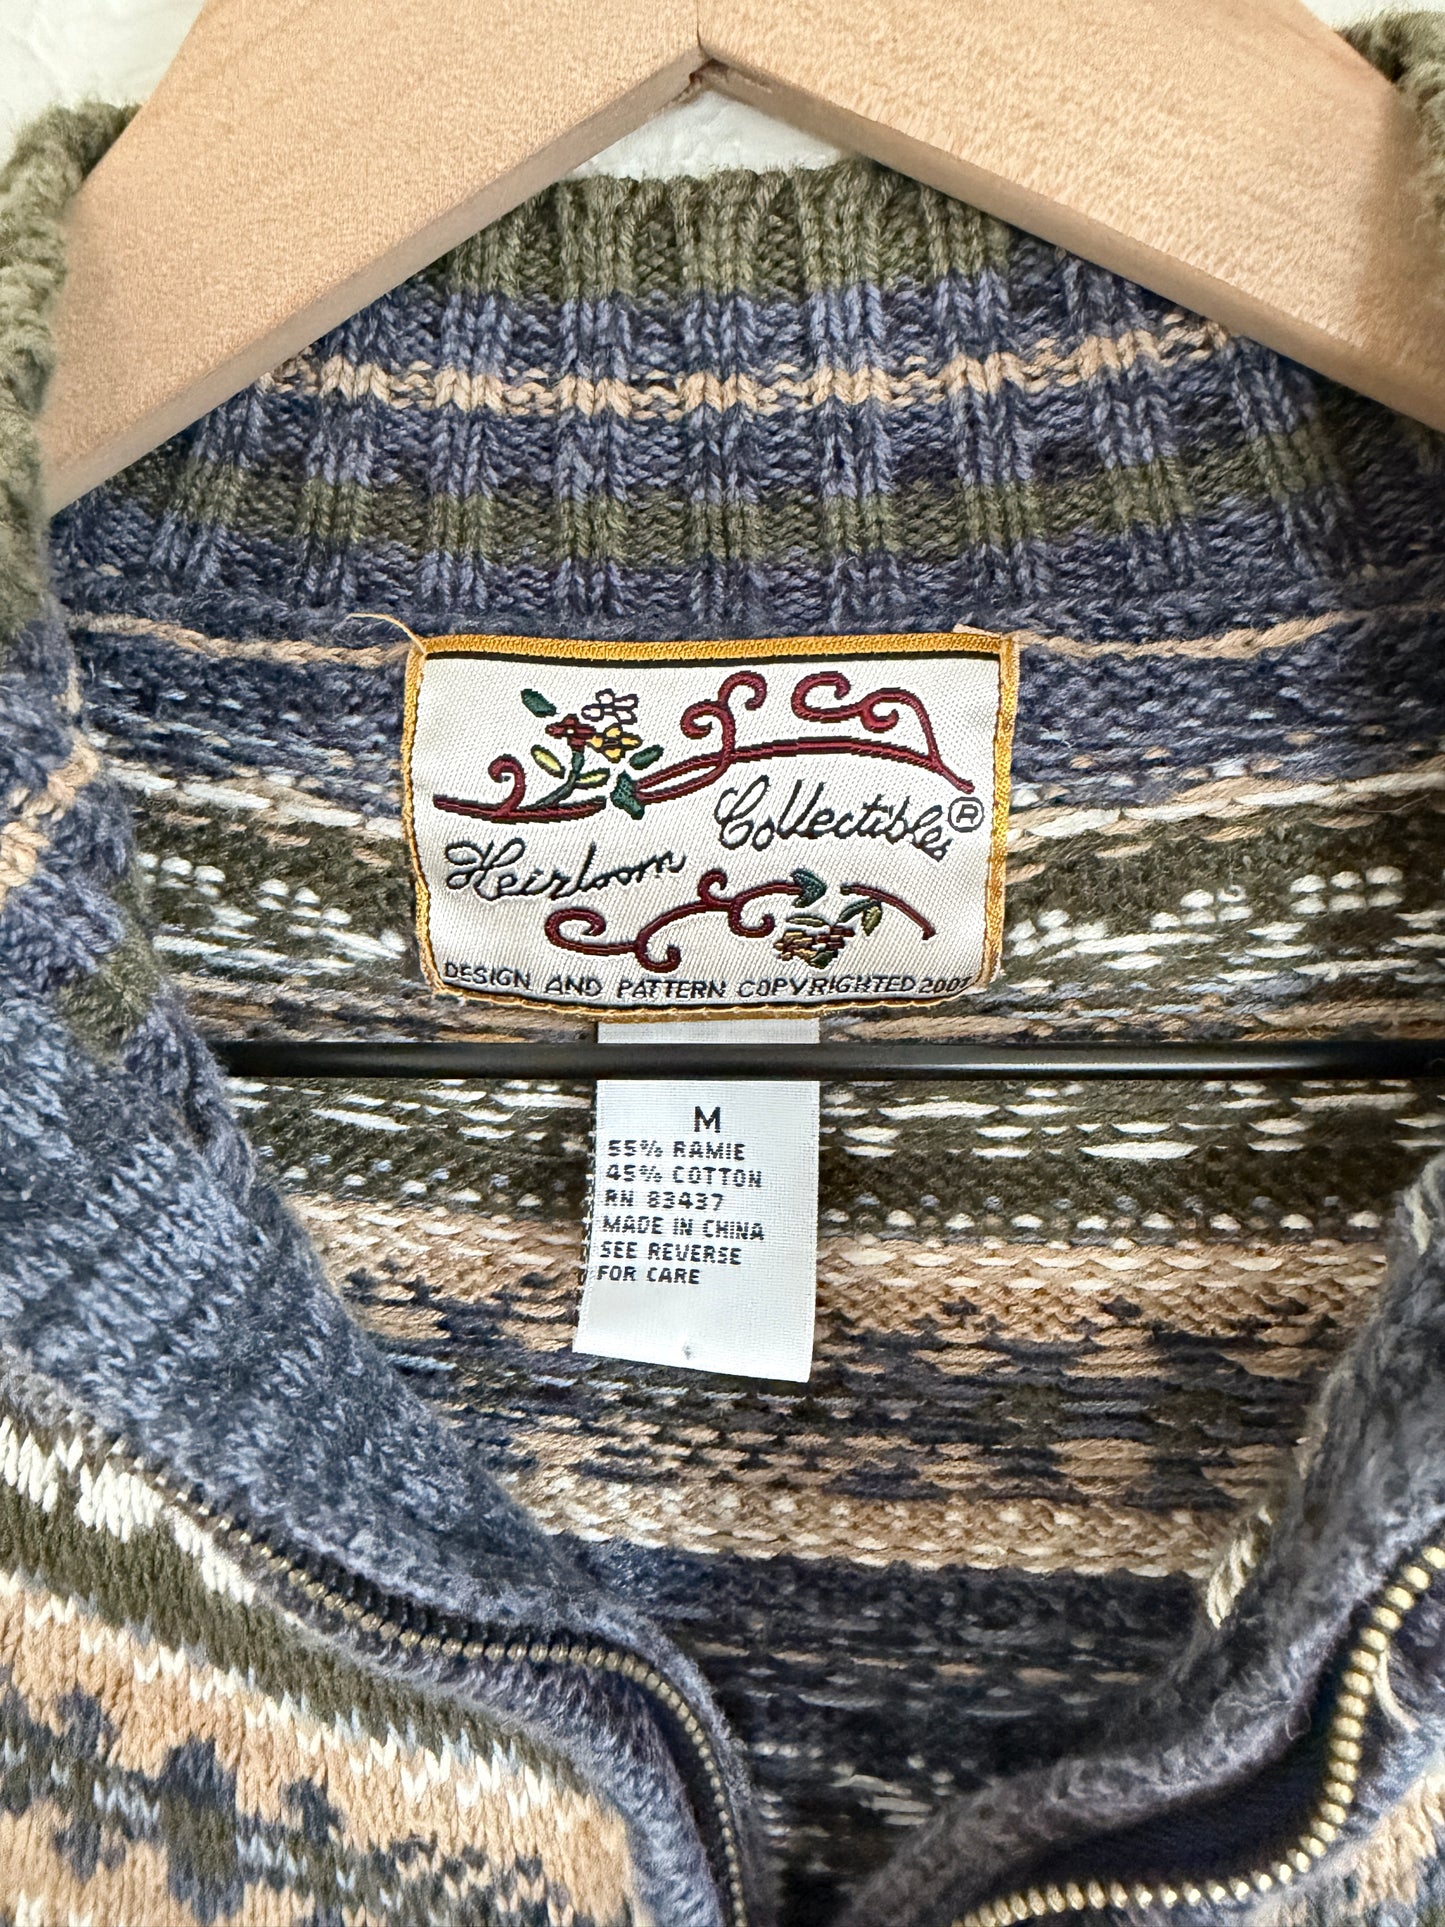 Heirloom Collectibles®
DESIGN AND PATTERN COPYRIGHTED 2001
M
55% RAMIE
45% COTTON
RN 83437
MADE IN CHINA
SEE REVERSE
FOR CARE